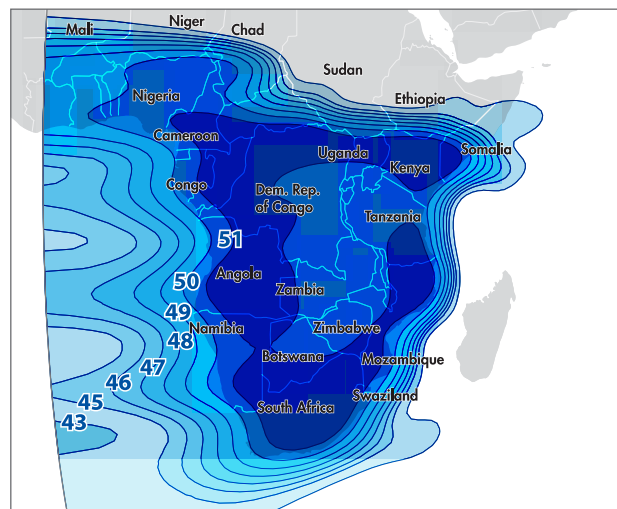 Niger
Mali
Chad
Sudan
Nigeria
Ethiopia
Cameroon
Uganda
Somalia
Kenya
Congo
Dem. Rep.
of Congo
Tanzania
51
Angola
50
Zambia
49
Namibia
Zimbabwe
48
Botswana
Mozambique
47
46
Swaziland
45
South Africa
43